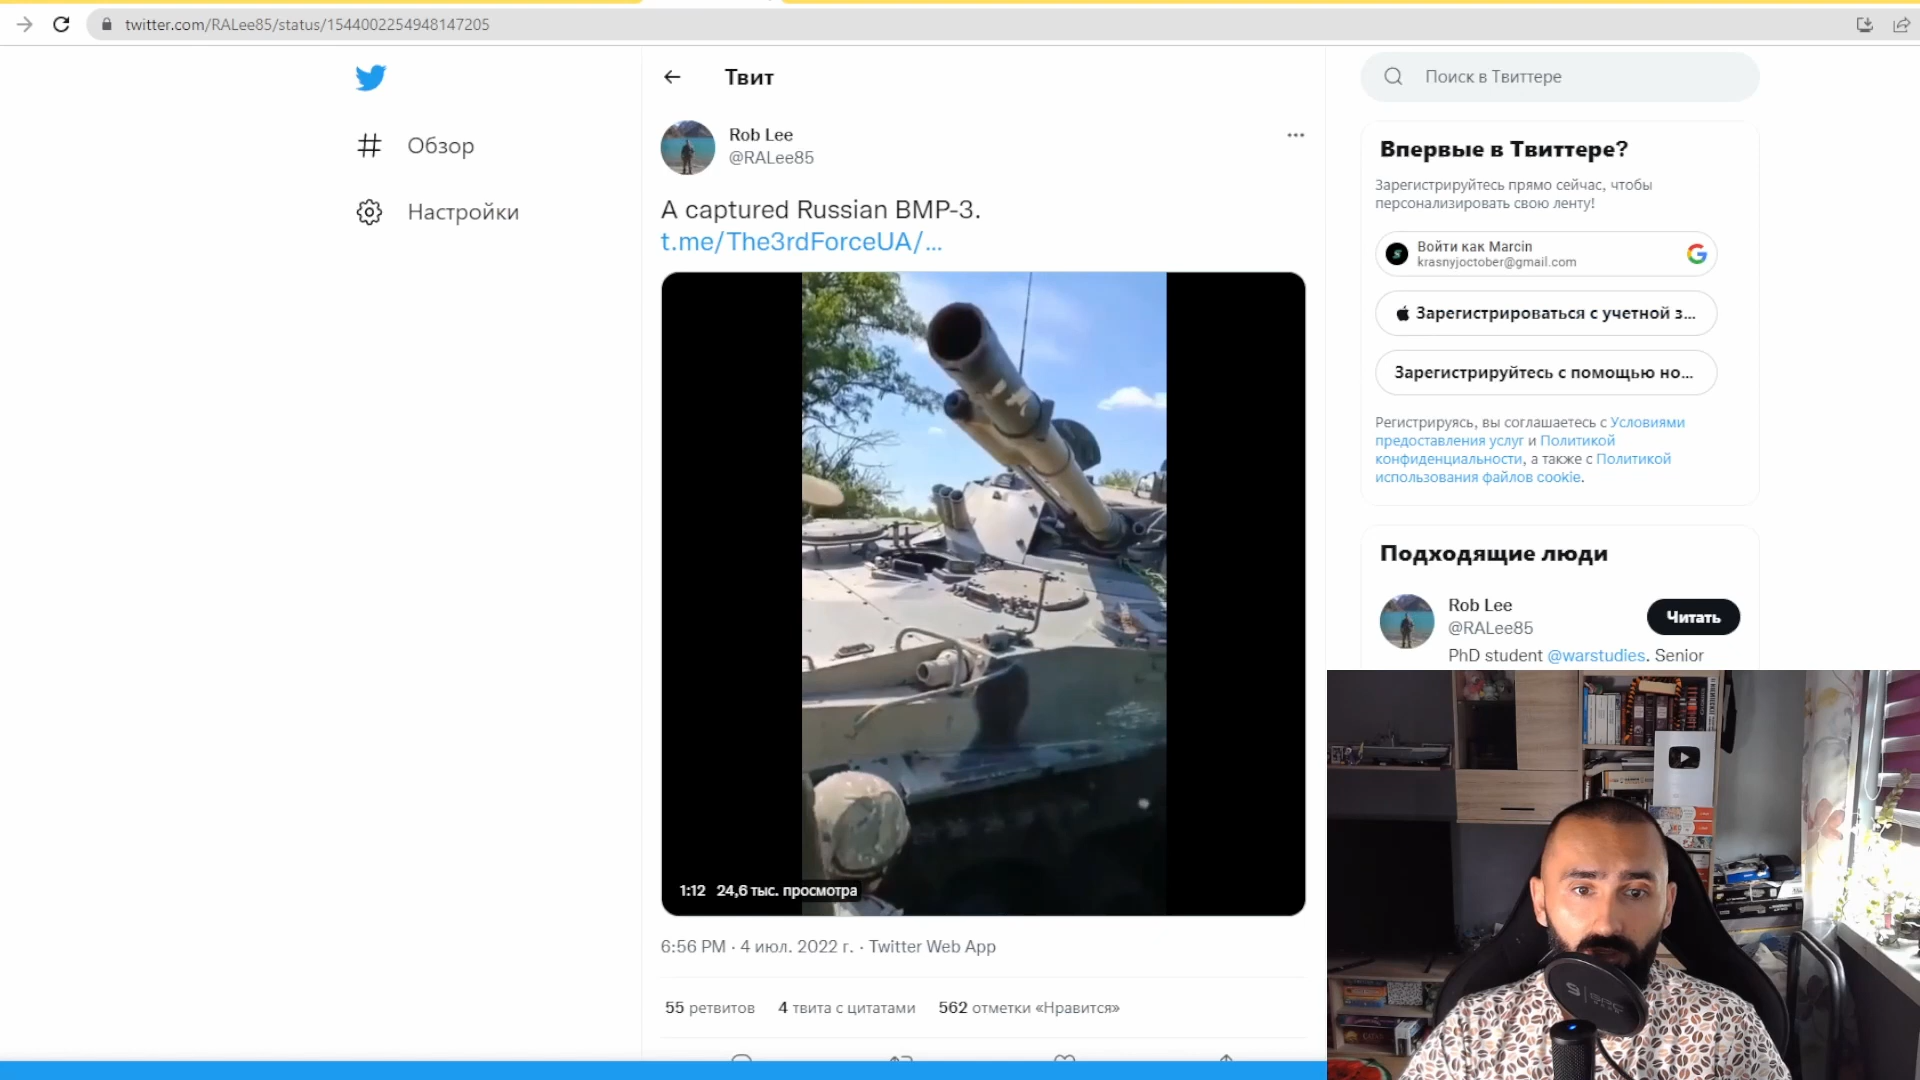 twitter.com/RALee85/status/1544002254948147205
Обзор
Настройки
Твит
Rob Lee
@RALee85
A captured Russian BMP-3.
t.me/The3rdForceUA/...
1:12 24,6 тыс. просмотра
6:56 PM · 4 июл. 2022 г. · Twitter Web App
55 ретвитов 4 твита с цитатами 562 отметки «Нравится»
Поиск в Твиттере
Впервые в Твиттере?
Зарегистрируйтесь прямо сейчас, чтобы
персонализировать свою ленту!
Войти как Marcin
krasnyjoctober@gmail.com
Зарегистрироваться с учетной з...
Зарегистрируйтесь с помощью но...
Регистрируясь, вы соглашаетесь с Условиями
предоставления услуг и Политикой
конфиденциальности, а также с Политикой
использования файлов cookie.
Подходящие люди
Rob Lee
@RALee85
Читать
PhD student @warstudies. Senior